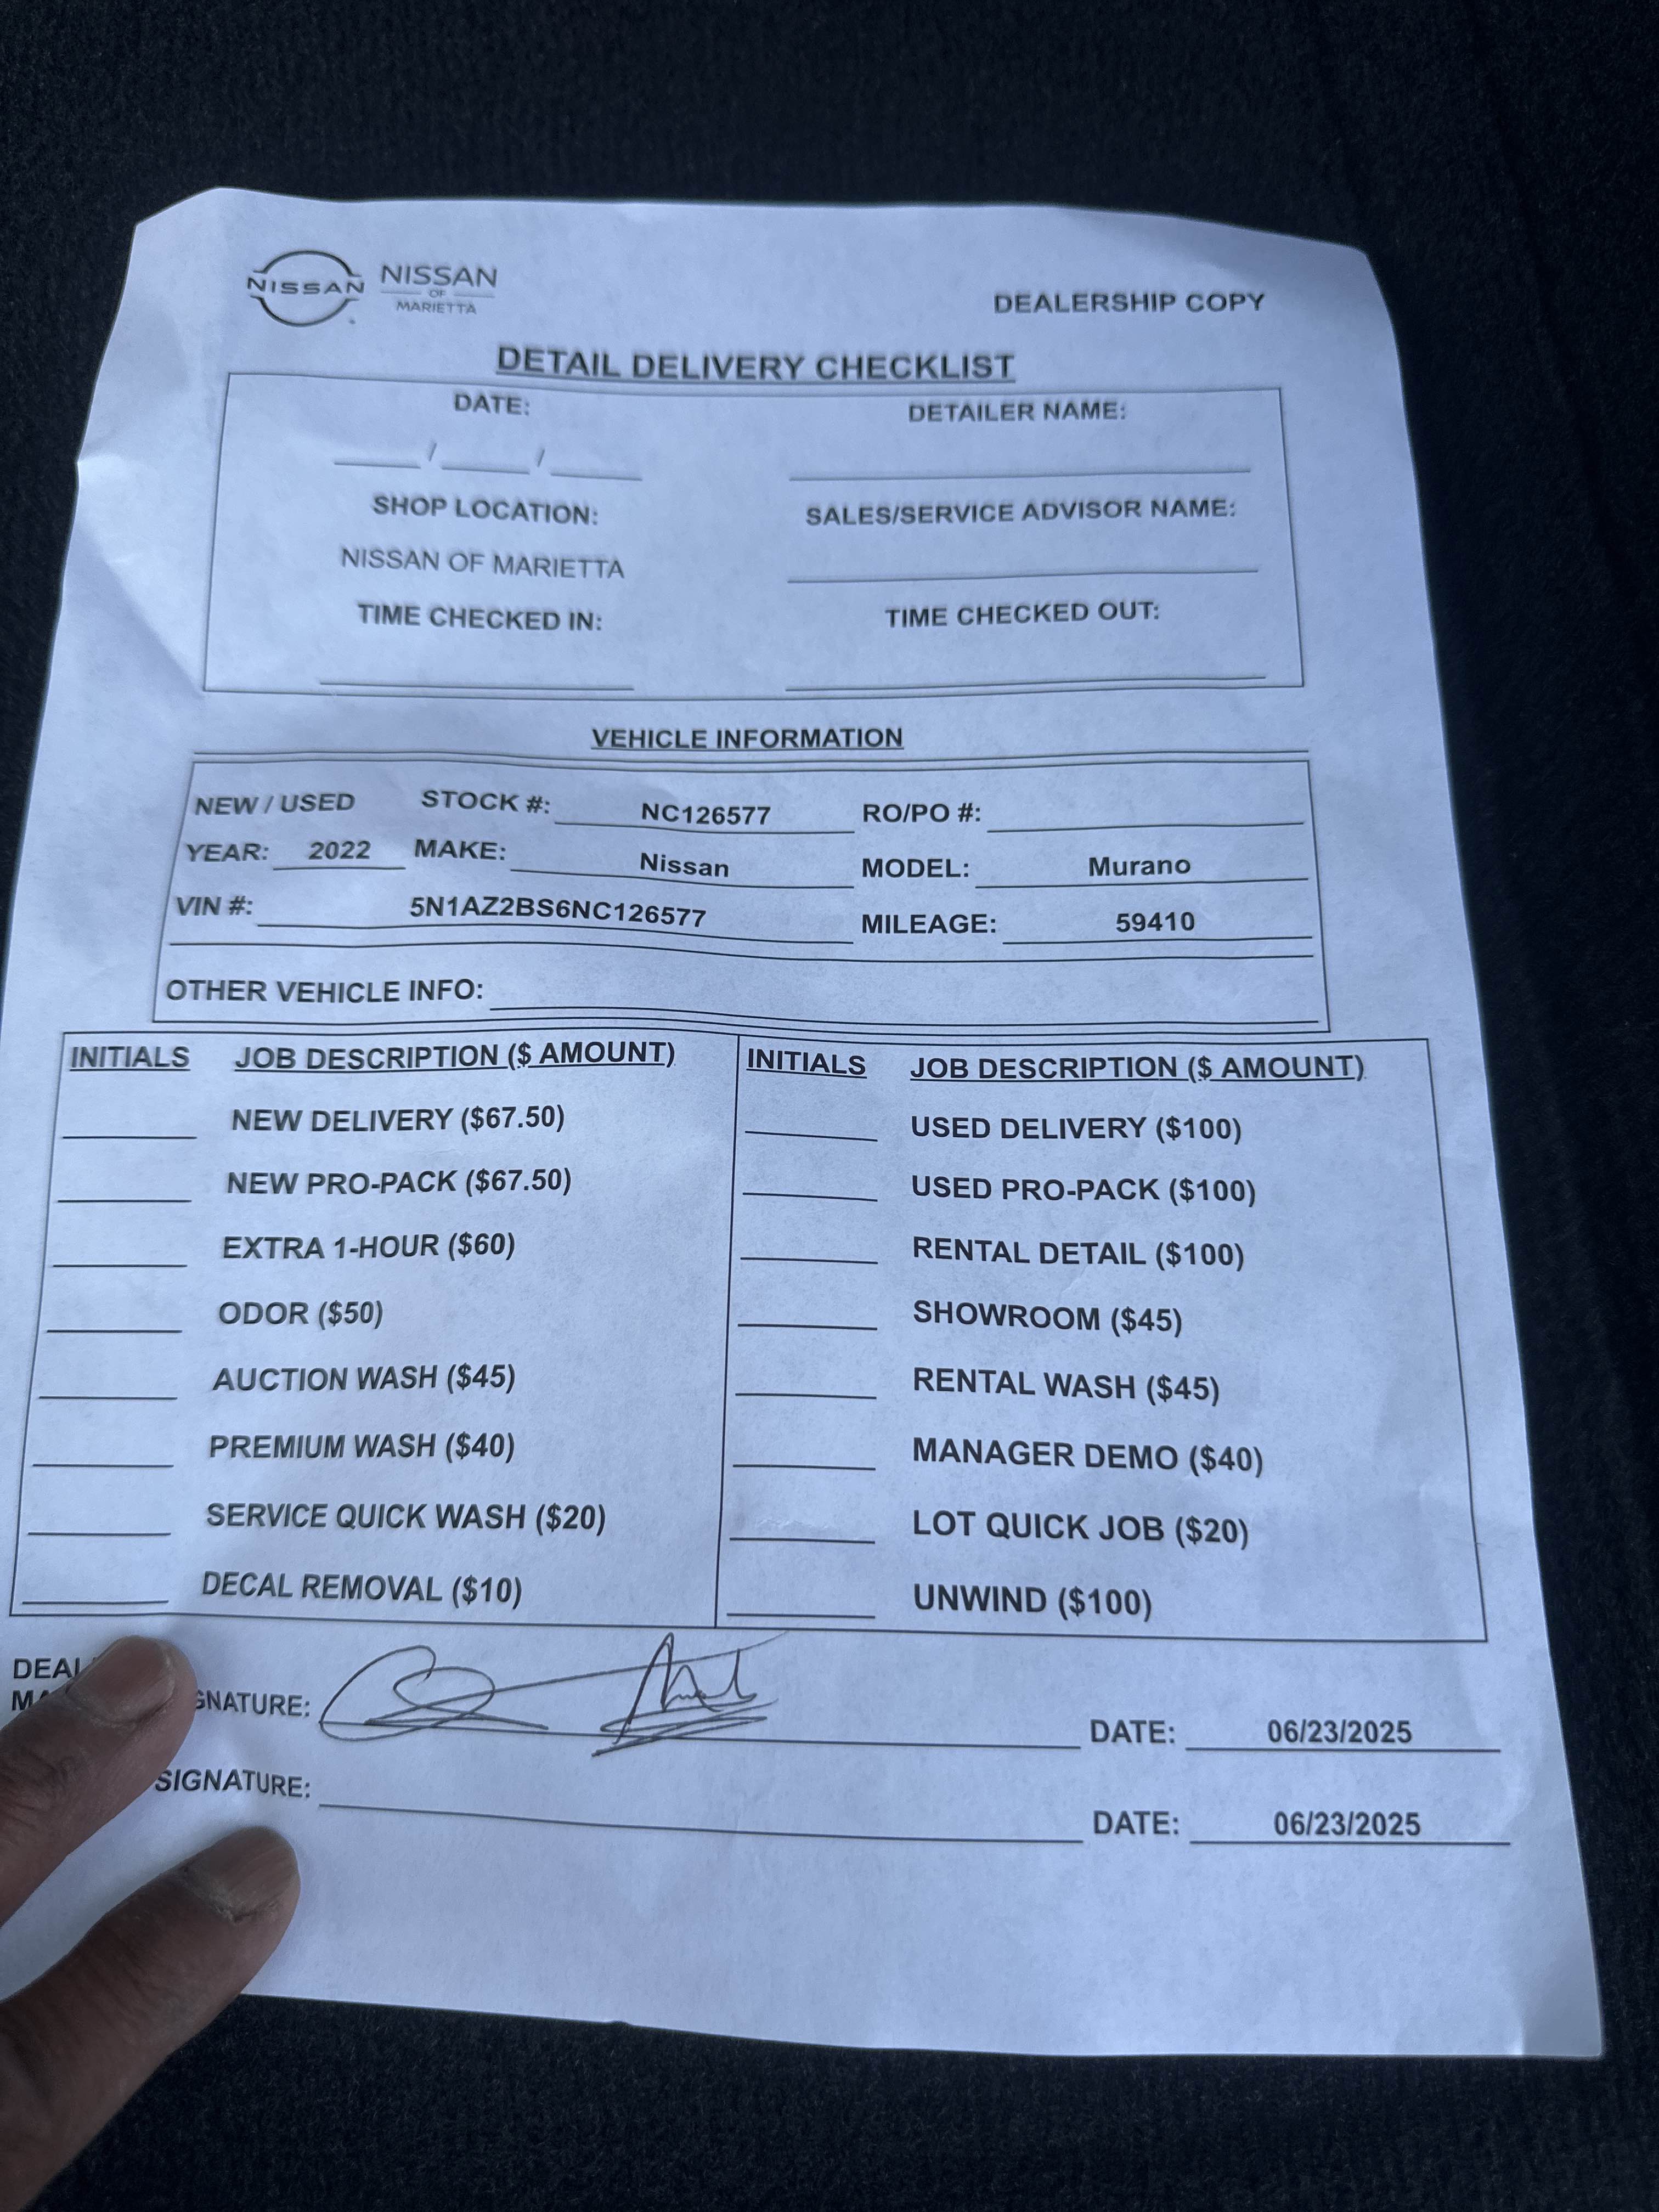 NISSAN NISSAN
OF
MARIETTA
DEALERSHIP COPY
DETAIL DELIVERY CHECKLIST
DATE: DETAILER NAME:
/ /
SHOP LOCATION: SALES/SERVICE ADVISOR NAME:
NISSAN OF MARIETTA
TIME CHECKED IN: TIME CHECKED OUT:
VEHICLE INFORMATION
NEW / USED STOCK #: NC126577 RO/PO #:
YEAR: 2022 MAKE: Nissan MODEL: Murano
VIN #: 5N1AZ2BS6NC126577 MILEAGE: 59410
OTHER VEHICLE INFO:
INITIALS JOB DESCRIPTION ($ AMOUNT) INITIALS JOB DESCRIPTION ($ AMOUNT)
NEW DELIVERY ($67.50) USED DELIVERY ($100)
NEW PRO-PACK ($67.50) USED PRO-PACK ($100)
EXTRA 1-HOUR ($60) RENTAL DETAIL ($100)
ODOR ($50) SHOWROOM ($45)
AUCTION WASH ($45) RENTAL WASH ($45)
PREMIUM WASH ($40) MANAGER DEMO ($40)
SERVICE QUICK WASH ($20) LOT QUICK JOB ($20)
DECAL REMOVAL ($10) UNWIND ($100)
GNATURE: DATE: 06/23/2025
SIGNATURE: DATE: 06/23/2025